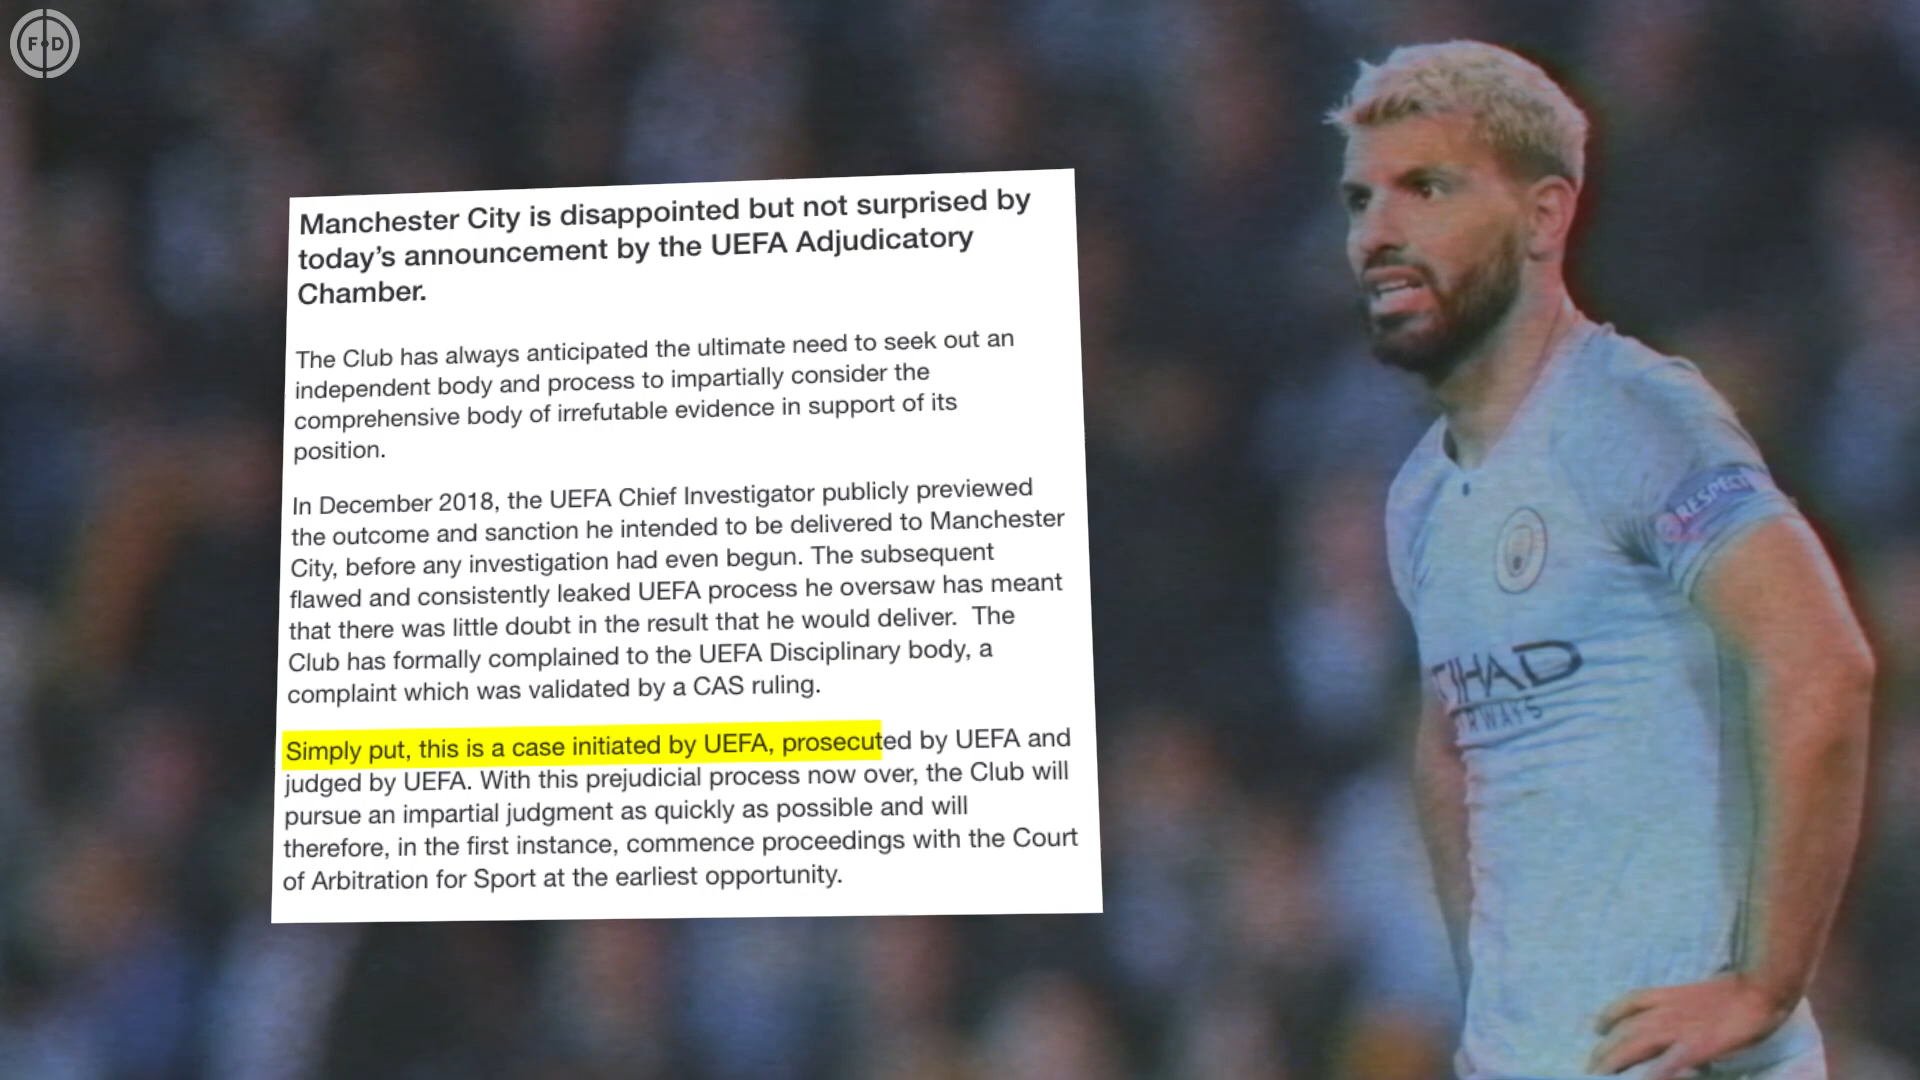 F D
Manchester City is disappointed but not surprised by
today’s announcement by the UEFA Adjudicatory
Chamber.
The Club has always anticipated the ultimate need to seek out an
independent body and process to impartially consider the
comprehensive body of irrefutable evidence in support of its
position.
In December 2018, the UEFA Chief Investigator publicly previewed
the outcome and sanction he intended to be delivered to Manchester
City, before any investigation had even begun. The subsequent
flawed and consistently leaked UEFA process he oversaw has meant
that there was little doubt in the result that he would deliver.  The
Club has formally complained to the UEFA Disciplinary body, a
complaint which was validated by a CAS ruling.
Simply put, this is a case initiated by UEFA, prosecuted by UEFA and
judged by UEFA. With this prejudicial process now over, the Club will
pursue an impartial judgment as quickly as possible and will
therefore, in the first instance, commence proceedings with the Court
of Arbitration for Sport at the earliest opportunity.
RESPECT
ETIHAD